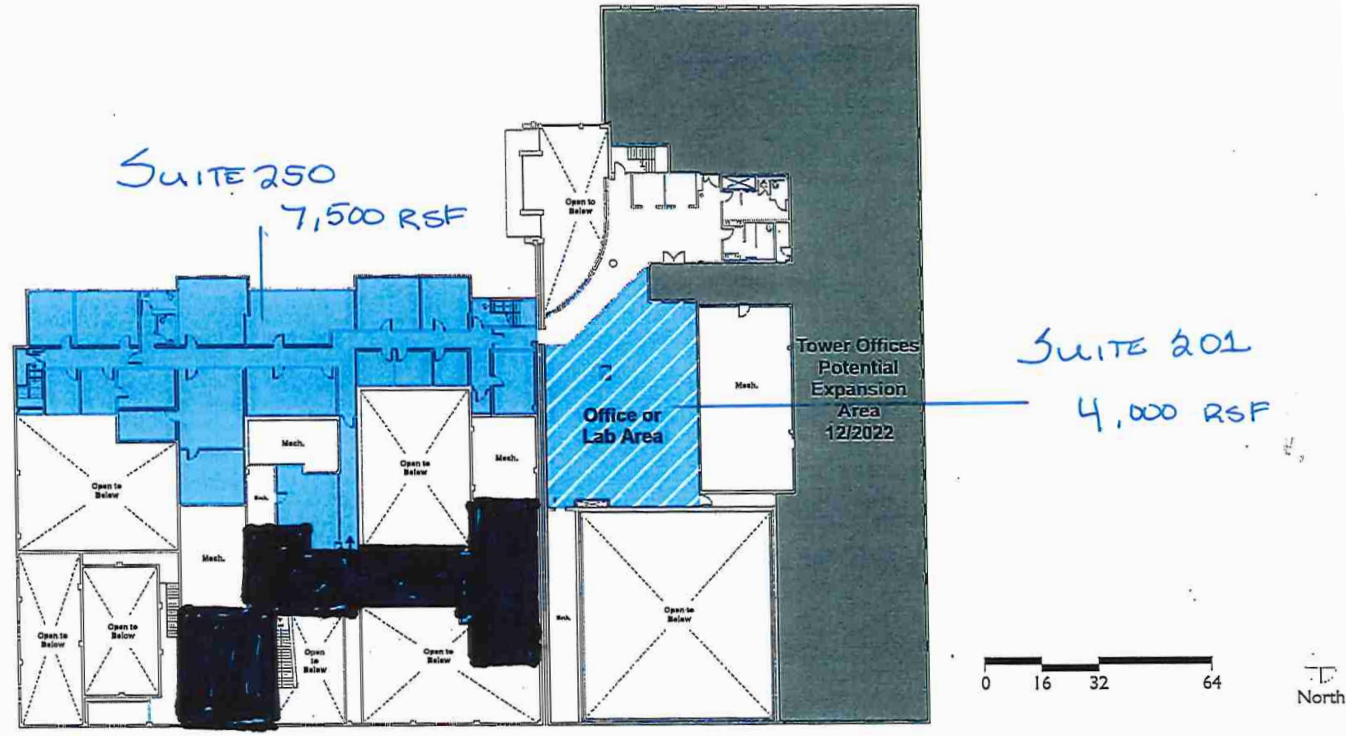 SUITE 250
7,500 RSF
Open to
Below
Tower Offices
Potential
Expansion
Area
12/2022
Mech.
SUITE 201
4,000 RSF
Office or
Lab Area
Mech.
Open to
Below
Mech.
Open to
Below
Mech.
Open to
Below
Open to
Below
Open
to
Below
Open to
Below
Open to
Below
0 16 32 64
North